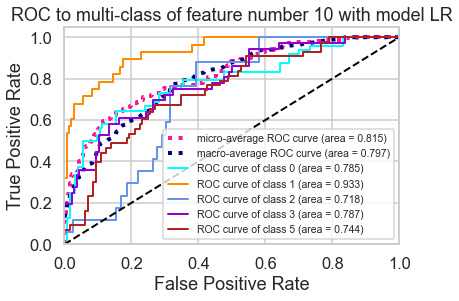 ROC to multi-class of feature number 10 with model LR
True Positive Rate
1.0
0.8
0.6
0.4
0.2
0.0
micro-average ROC curve (area = 0.815)
macro-average ROC curve (area = 0.797)
ROC curve of class 0 (area = 0.785)
ROC curve of class 1 (area = 0.933)
ROC curve of class 2 (area = 0.718)
ROC curve of class 3 (area = 0.787)
ROC curve of class 5 (area = 0.744)
0.0 0.2 0.4 0.6 0.8 1.0
False Positive Rate